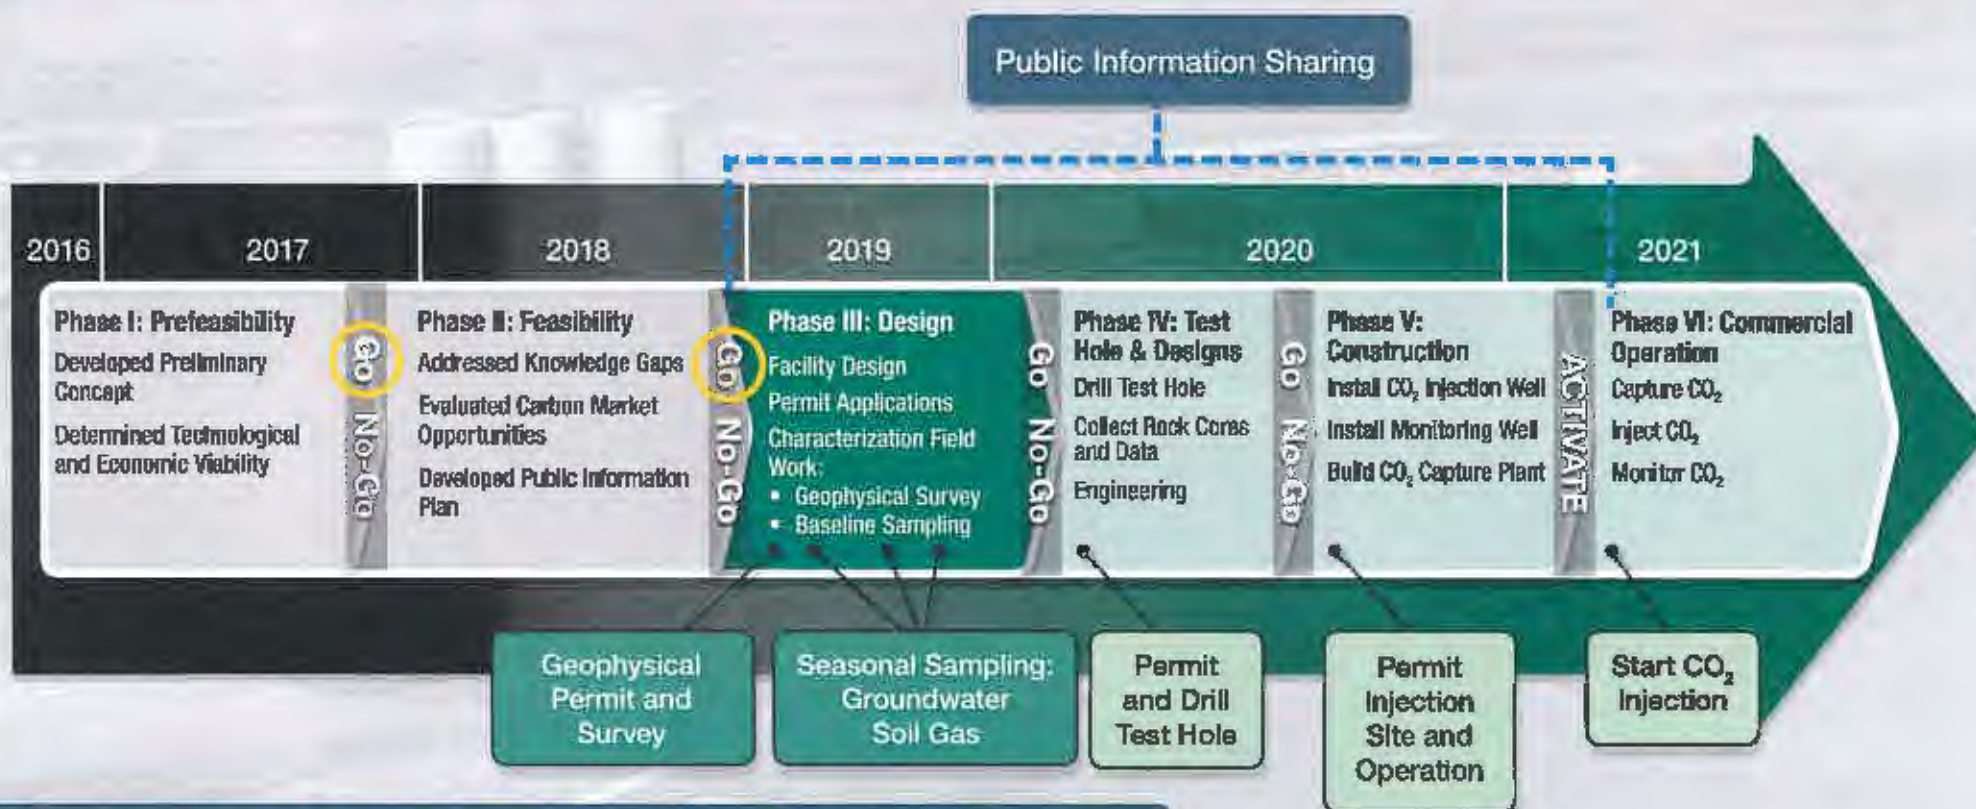 Public Information Sharing
2016
2017
2018
2019
2020
2021
Phase I: Prefeasibility
Developed Preliminary
Concept
Determined Technological
and Economic Viability
Go No-Go
Phase II: Feasibility
Addressed Knowledge Gaps
Evaluated Carbon Market
Opportunities
Developed Public Information
Plan
Go No-Go
Phase III: Design
Facility Design
Permit Applications
Characterization Field
Work:
• Geophysical Survey
• Baseline Sampling
Go No-Go
Phase IV: Test
Hole & Designs
Drill Test Hole
Collect Rock Cores
and Data
Engineering
Go No-Go
Phase V:
Construction
Install CO₂ Injection Well
Install Monitoring Well
Build CO₂ Capture Plant
ACTIVATE
Phase VI: Commercial
Operation
Capture CO₂
Inject CO₂
Monitor CO₂
Geophysical
Permit and
Survey
Seasonal Sampling:
Groundwater
Soil Gas
Permit
and Drill
Test Hole
Permit
Injection
Site and
Operation
Start CO₂
Injection